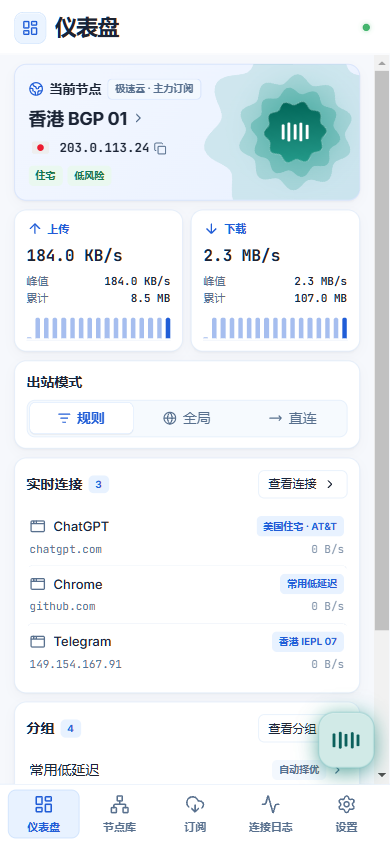 仪表盘
当前节点 极速云 · 主力订阅
香港 BGP 01
203.0.113.24
住宅 低风险
上传
184.0 KB/s
峰值 184.0 KB/s
累计 8.5 MB
下载
2.3 MB/s
峰值 2.3 MB/s
累计 107.0 MB
出站模式
规则 全局 直连
实时连接 3 查看连接
ChatGPT 美国住宅 · AT&T
chatgpt.com 0 B/s
Chrome 常用低延迟
github.com 0 B/s
Telegram 香港 IEPL 07
149.154.167.91 0 B/s
分组 4 查看分组
常用低延迟 自动择优
仪表盘 节点库 订阅 连接日志 设置